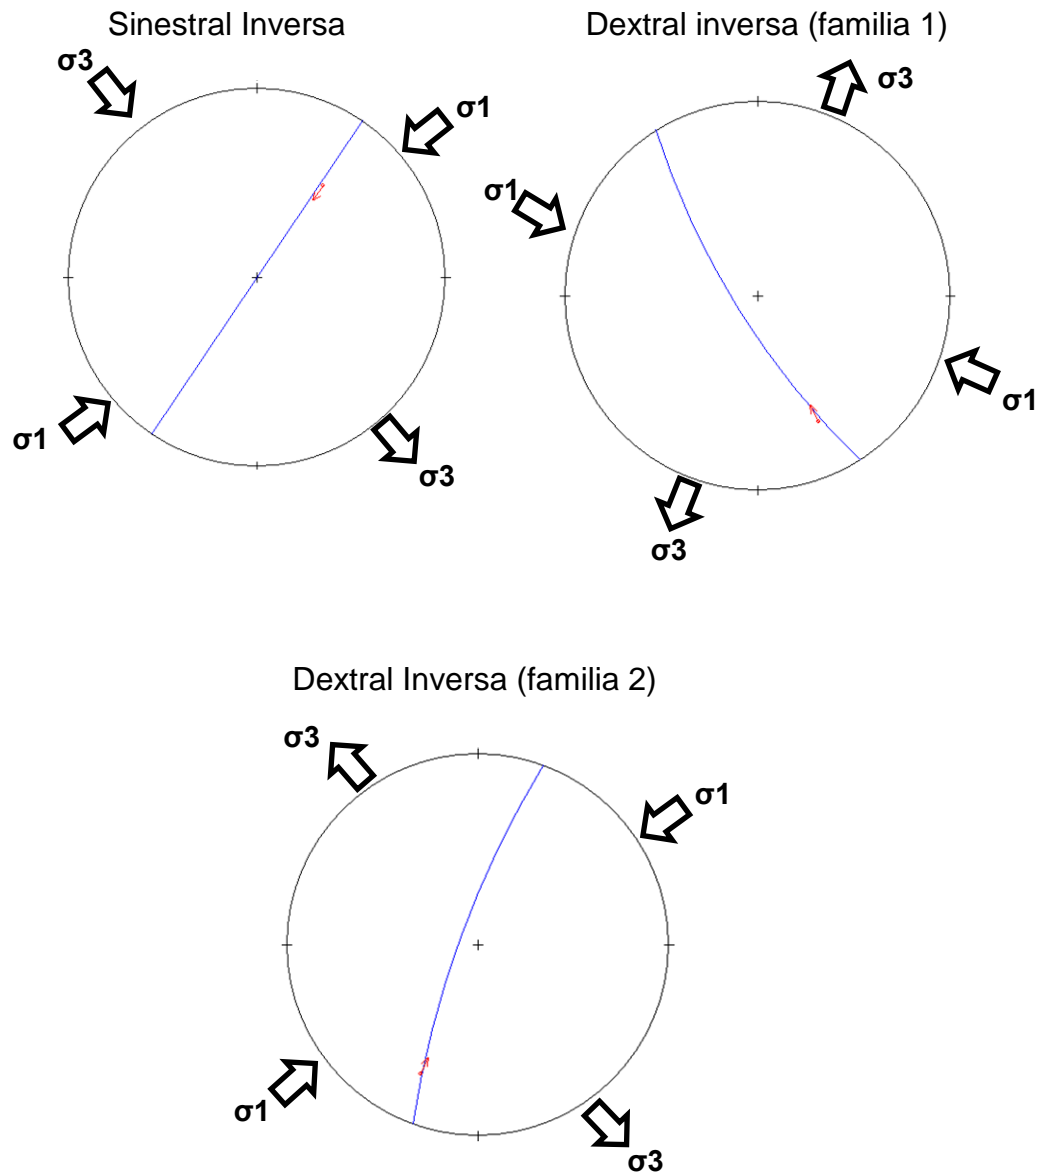 Sinestral Inversa
σ3
σ1
σ1
σ3
Dextral inversa (familia 1)
σ3
σ1
σ1
σ3
Dextral Inversa (familia 2)
σ3
σ1
σ1
σ3